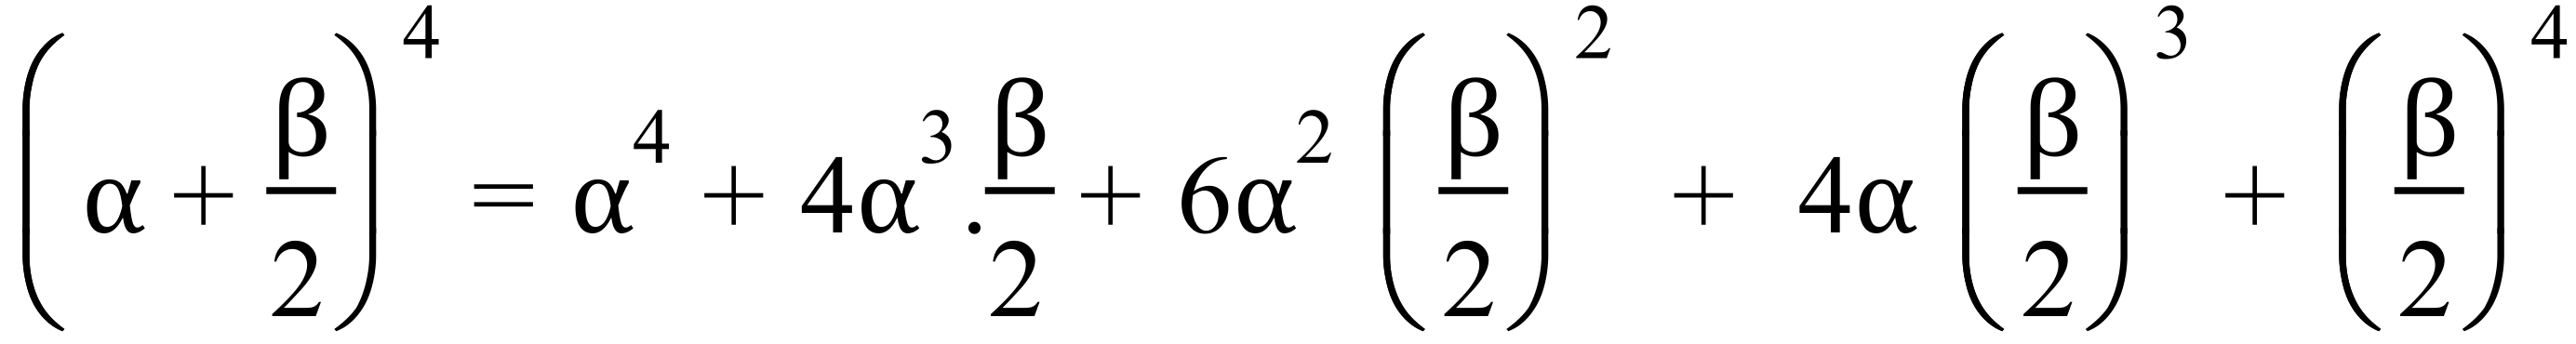 (α + β/2)⁴ = α⁴ + 4α³ . β/2 + 6α² (β/2)² + 4α (β/2)³ + (β/2)⁴